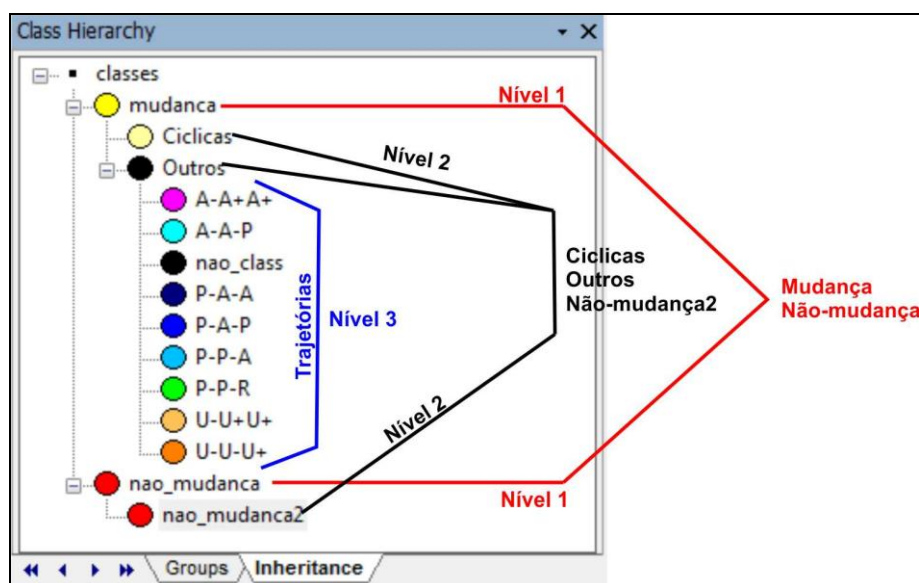 Class Hierarchy
classes
mudanca
Nível 1
Ciclicas
Nível 2
Outros
A-A+A+
A-A-P
nao_class
P-A-A
P-A-P
P-P-A
P-P-R
U-U+U+
U-U-U+
Trajetórias
Nível 3
Ciclicas
Outros
Não-mudança2
Mudança
Não-mudança
Nível 2
nao_mudanca
Nível 1
nao_mudanca2
Groups
Inheritance